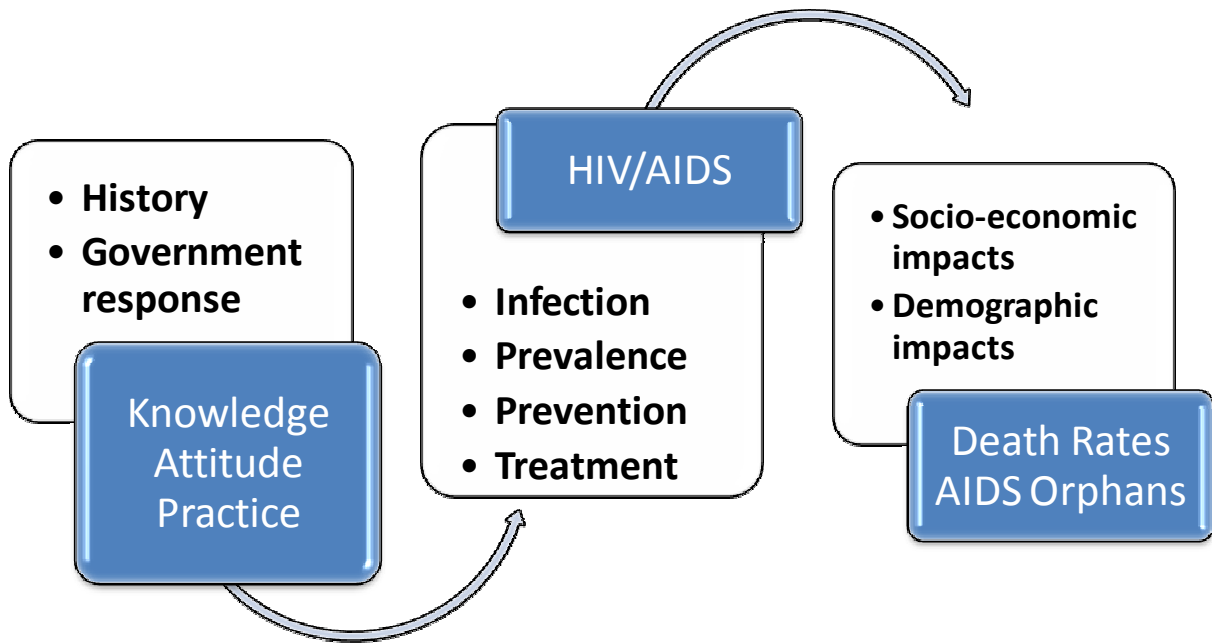 • History
• Government
response
Knowledge
Attitude
Practice
HIV/AIDS
• Infection
• Prevalence
• Prevention
• Treatment
• Socio-economic
impacts
• Demographic
impacts
Death Rates
AIDS Orphans